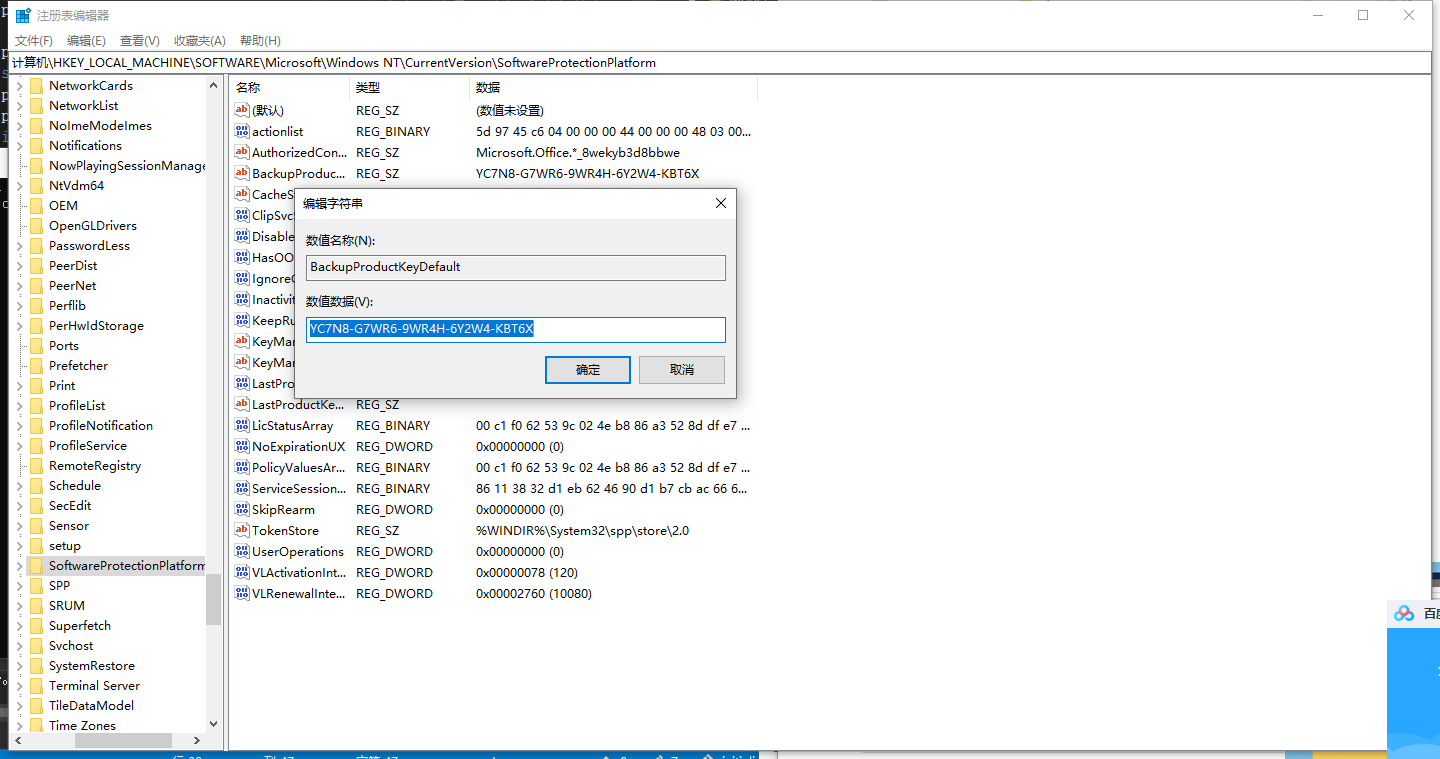 注册表编辑器
文件(F) 编辑(E) 查看(V) 收藏夹(A) 帮助(H)
计算机\HKEY_LOCAL_MACHINE\SOFTWARE\Microsoft\Windows NT\CurrentVersion\SoftwareProtectionPlatform
NetworkCards
NetworkList
NoImeModeImes
Notifications
NowPlayingSessionManage
NtVdm64
OEM
OpenGLDrivers
PasswordLess
PeerDist
PeerNet
Perflib
PerHwIdStorage
Ports
Prefetcher
Print
ProfileList
ProfileNotification
ProfileService
RemoteRegistry
Schedule
SecEdit
Sensor
setup
SoftwareProtectionPlatform
SPP
SRUM
Superfetch
Svchost
SystemRestore
Terminal Server
TileDataModel
Time Zones
名称 类型 数据
(默认) REG_SZ (数值未设置)
actionlist REG_BINARY 5d 97 45 c6 04 00 00 00 44 00 00 00 48 03 00...
AuthorizedCon... REG_SZ Microsoft.Office.*_8wekyb3d8bbwe
BackupProduc... REG_SZ YC7N8-G7WR6-9WR4H-6Y2W4-KBT6X
CacheS
ClipSvcS
Disable
HasOO
IgnoreC
Inactivit
KeepRu
KeyMar
KeyMar
LastPro
LastProductKe... REG_SZ
LicStatusArray REG_BINARY 00 c1 f0 62 53 9c 02 4e b8 86 a3 52 8d df e7 ...
NoExpirationUX REG_DWORD 0x00000000 (0)
PolicyValuesAr... REG_BINARY 00 c1 f0 62 53 9c 02 4e b8 86 a3 52 8d df e7 ...
ServiceSession... REG_BINARY 86 11 38 32 d1 eb 62 46 90 d1 b7 cb ac 66 6...
SkipRearm REG_DWORD 0x00000000 (0)
TokenStore REG_SZ %WINDIR%\System32\spp\store\2.0
UserOperations REG_DWORD 0x00000000 (0)
VLActivationInt... REG_DWORD 0x00000078 (120)
VLRenewalInte... REG_DWORD 0x00002760 (10080)
编辑字符串
数值名称(N):
BackupProductKeyDefault
数值数据(V):
YC7N8-G7WR6-9WR4H-6Y2W4-KBT6X
确定 取消
百度